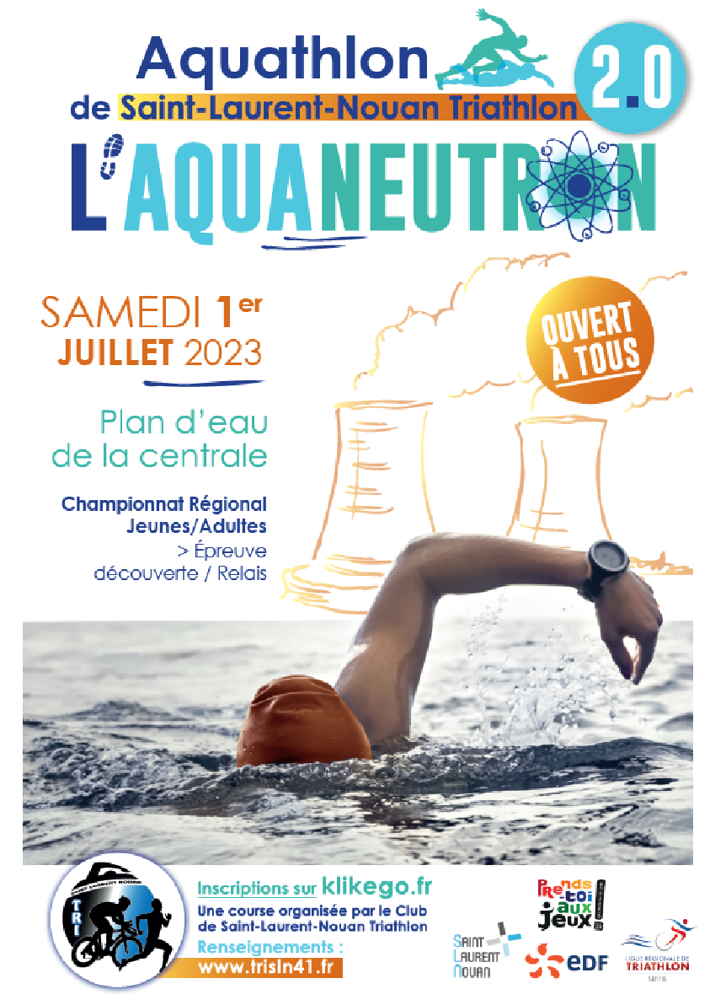 Aquathlon
de Saint-Laurent-Nouan Triathlon
2.0
L'AQUANEUTRON
SAMEDI 1er
JUILLET 2023
OUVERT
À TOUS
Plan d'eau
de la centrale
Championnat Régional
Jeunes/Adultes
> Épreuve
découverte / Relais
SAINT LAURENT NOUAN
TRI
Inscriptions sur klikego.fr
Une course organisée par le Club
de Saint-Laurent-Nouan Triathlon
Renseignements :
www.trisln41.fr
Prends
-toi
aux
Jeux!
SAINT
LAURENT
NOUAN
EDF
LIGUE RÉGIONALE DE
TRIATHLON